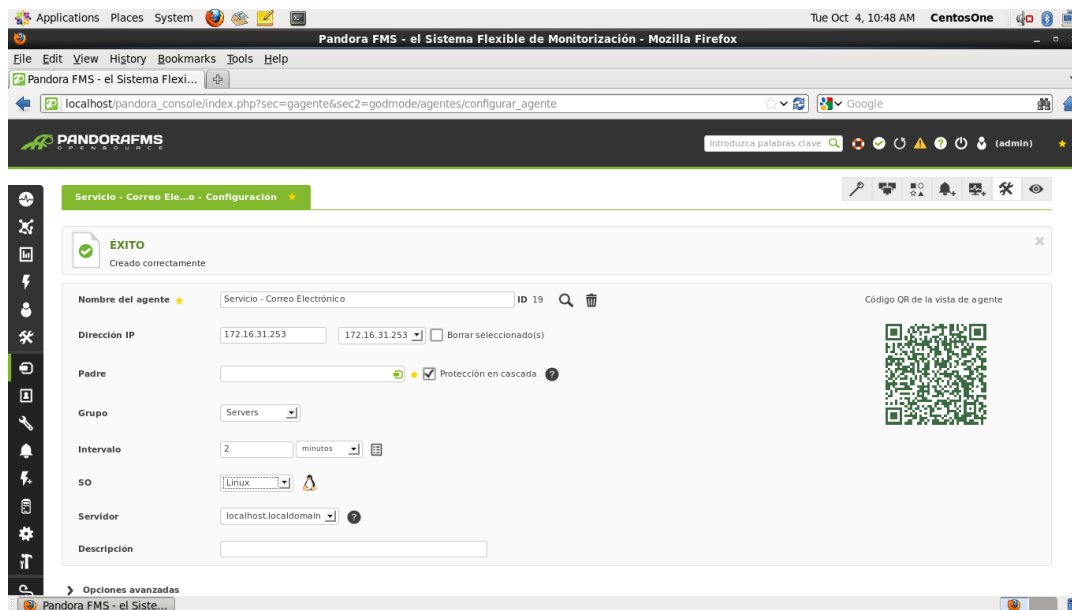 Applications Places System Tue Oct 4, 10:48 AM CentosOne
Pandora FMS - el Sistema Flexible de Monitorización - Mozilla Firefox
File Edit View History Bookmarks Tools Help
Pandora FMS - el Sistema Flexi...
localhost/pandora_console/index.php?sec=gagente&sec2=godmode/agentes/configurar_agente Google
PANDORAFMS
OPENSOURCE
Introduzca palabras clave (admin)
Servicio - Correo Ele...o - Configuración
ÉXITO
Creado correctamente
Nombre del agente Servicio - Correo Electrónico ID 19 Código QR de la vista de agente
Dirección IP 172.16.31.253 172.16.31.253 Borrar seleccionado(s)
Padre Protección en cascada
Grupo Servers
Intervalo 2 minutos
SO Linux
Servidor localhost.localdomain
Descripción
Opciones avanzadas
Pandora FMS - el Siste...